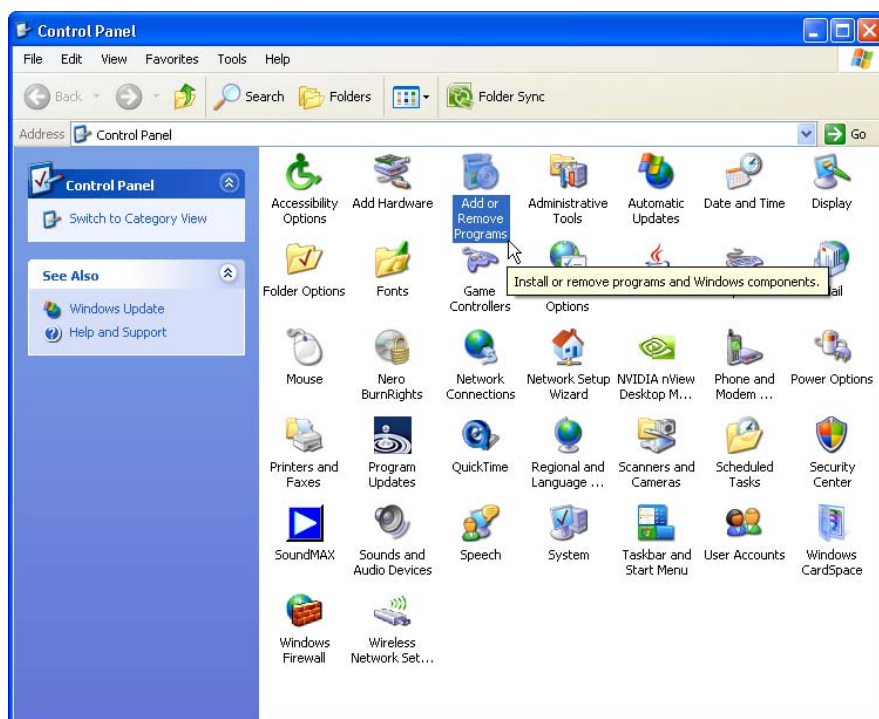 Control Panel
File Edit View Favorites Tools Help
Back Search Folders Folder Sync
Address Control Panel Go
Control Panel
Switch to Category View
See Also
Windows Update
Help and Support
Accessibility
Options
Add Hardware
Add or
Remove
Programs
Administrative
Tools
Automatic
Updates
Date and Time
Display
Install or remove programs and Windows components.
Folder Options
Fonts
Game
Controllers
Options
Mouse
Nero
BurnRights
Network
Connections
Network Setup
Wizard
NVIDIA nView
Desktop M...
Phone and
Modem ...
Power Options
Printers and
Faxes
Program
Updates
QuickTime
Regional and
Language ...
Scanners and
Cameras
Scheduled
Tasks
Security
Center
SoundMAX
Sounds and
Audio Devices
Speech
System
Taskbar and
Start Menu
User Accounts
Windows
CardSpace
Windows
Firewall
Wireless
Network Set...